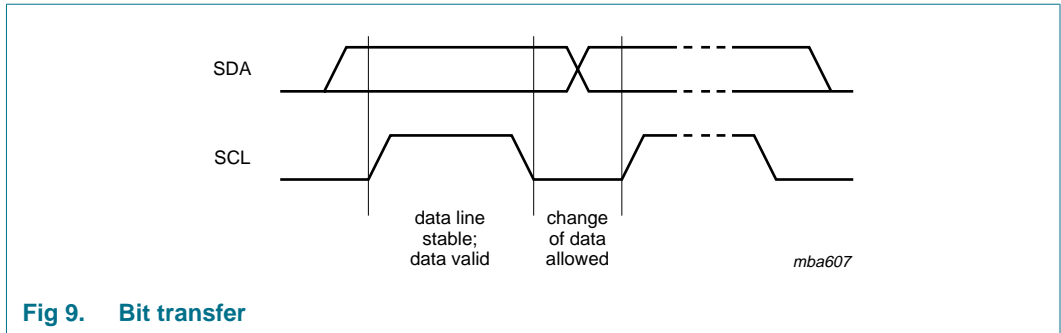 SDA
SCL
data line
stable;
data valid
change
of data
allowed
mba607
Fig 9. Bit transfer